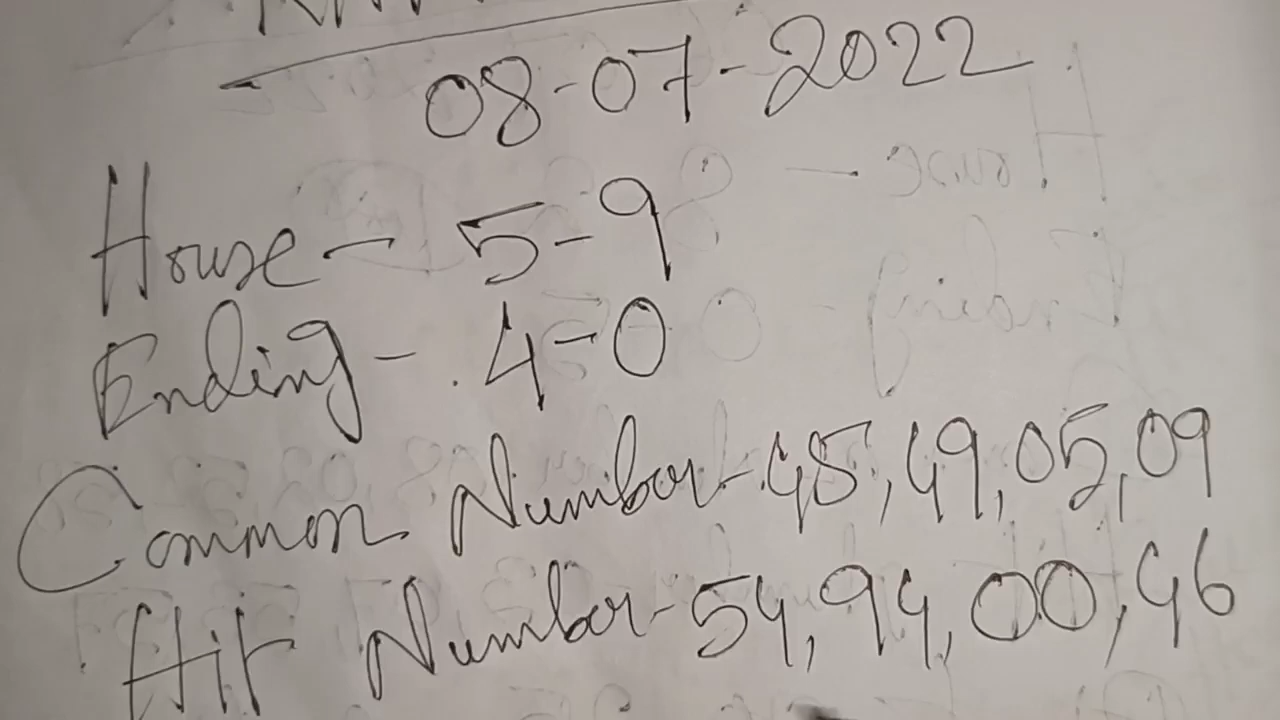 08-07-2022
House- 5-9
Ending - 4-0
Common Number-45,49,05,09
Hit Number-54,94,00,46